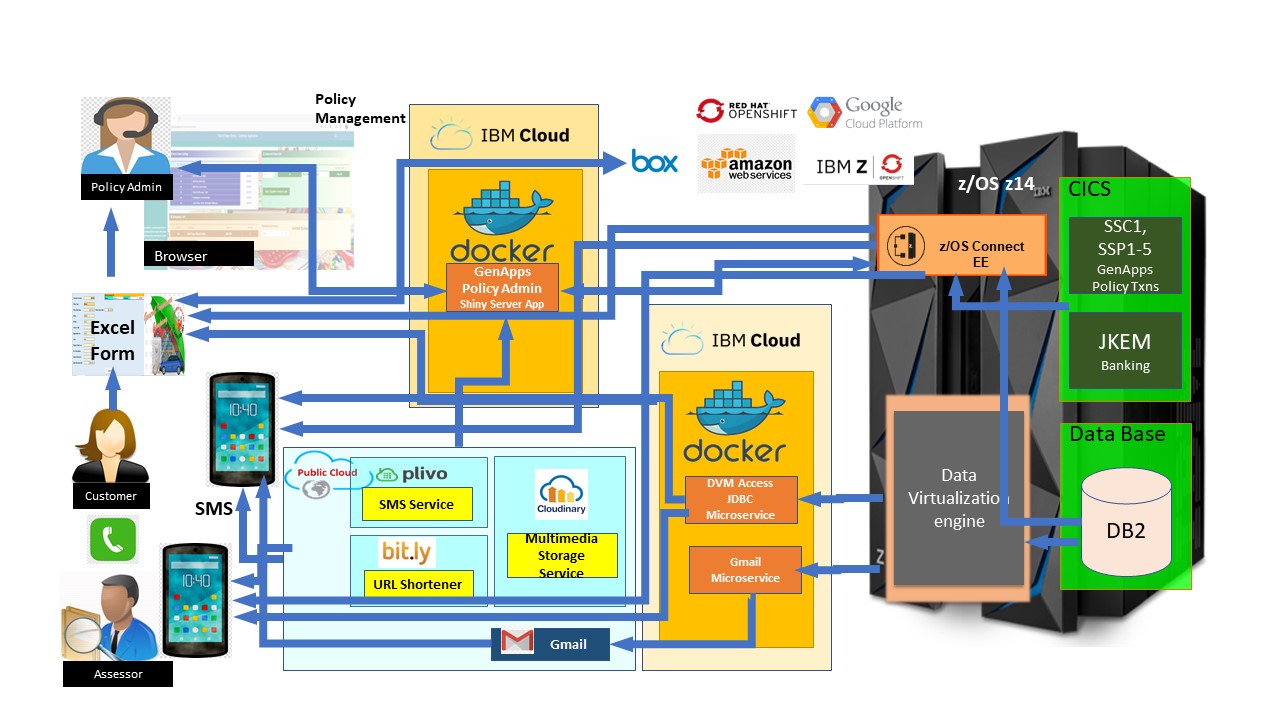 Policy
Management
Policy Admin
Browser
IBM Cloud
docker
GenApps
Policy Admin
Shiny Server App
box
RED HAT
OPENSHIFT
Google
Cloud Platform
amazon
webservices
IBM Z
OPENSHIFT
z/OS z14
IBM
CICS
SSC1,
SSP1-5
GenApps
Policy Txns
z/OS Connect
EE
JKEM
Banking
Excel
Form
IBM Cloud
docker
10:40
Customer
Data Base
DB2
Data
Virtualization
engine
Public Cloud
plivo
SMS Service
Cloudinary
Multimedia
Storage
Service
DVM Access
JDBC
Microservice
SMS
bit.ly
URL Shortener
Gmail
Microservice
Z
10:40
Gmail
Assessor